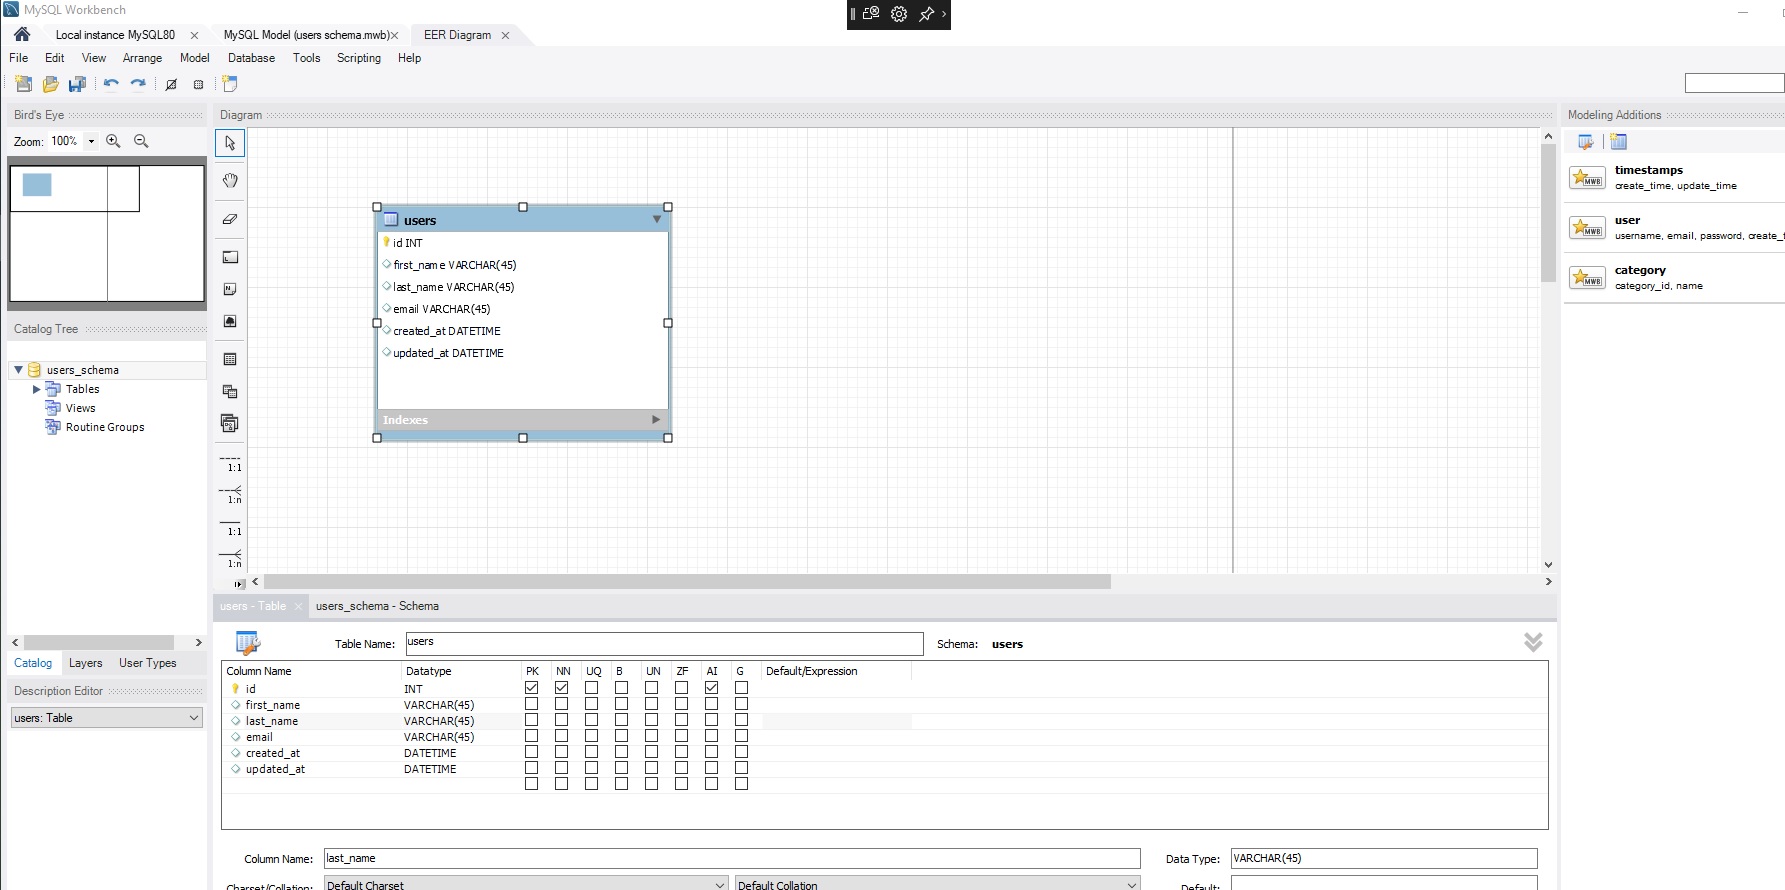 MySQL Workbench
Local instance MySQL80
MySQL Model (users schema.mwb)
EER Diagram
File Edit View Arrange Model Database Tools Scripting Help
Bird's Eye
Zoom: 100%
Catalog Tree
users_schema
Tables
Views
Routine Groups
Catalog Layers User Types
Description Editor
users: Table
Diagram
1:1
1:n
1:1
1:n
users
id INT
first_name VARCHAR(45)
last_name VARCHAR(45)
email VARCHAR(45)
created_at DATETIME
updated_at DATETIME
Indexes
Modeling Additions
MWB
timestamps
create_time, update_time
MWB
user
username, email, password, create_
MWB
category
category_id, name
users - Table
users_schema - Schema
Table Name: users Schema: users
Column Name Datatype PK NN UQ B UN ZF AI G Default/Expression
id INT
first_name VARCHAR(45)
last_name VARCHAR(45)
email VARCHAR(45)
created_at DATETIME
updated_at DATETIME
Column Name: last_name Data Type: VARCHAR(45)
Charset/Collation: Default Charset Default Collation Default: